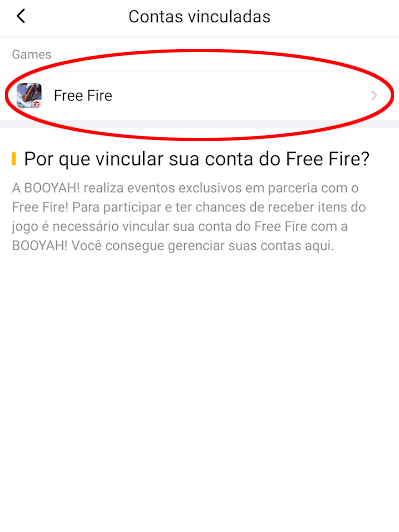 Contas vinculadas
Games
Free Fire
Por que vincular sua conta do Free Fire?
A BOOYAH! realiza eventos exclusivos em parceria com o
Free Fire! Para participar e ter chances de receber itens do
jogo é necessário vincular sua conta do Free Fire com a
BOOYAH! Você consegue gerenciar suas contas aqui.